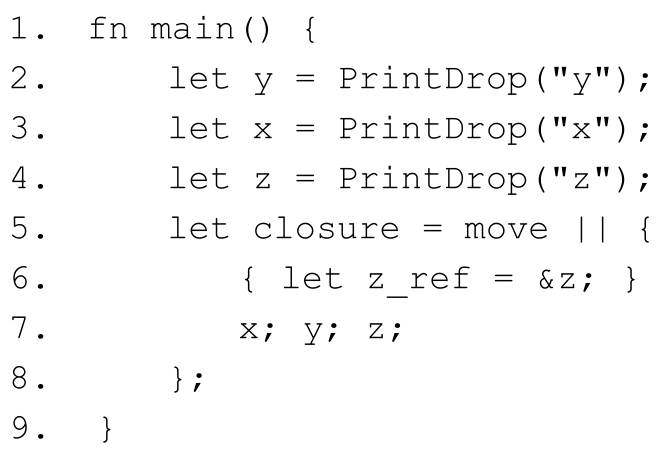 1. fn main() {
2.     let y = PrintDrop("y");
3.     let x = PrintDrop("x");
4.     let z = PrintDrop("z");
5.     let closure = move || {
6.         { let z_ref = &z; }
7.         x; y; z;
8.     };
9. }